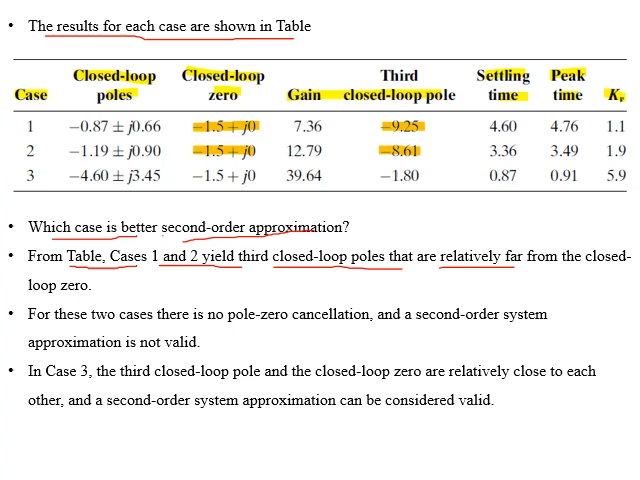 • The results for each case are shown in Table
Closed-loop Closed-loop Third Settling Peak
Case poles zero Gain closed-loop pole time time Kv
1 −0.87 ± j0.66 −1.5 + j0 7.36 −9.25 4.60 4.76 1.1
2 −1.19 ± j0.90 −1.5 + j0 12.79 −8.61 3.36 3.49 1.9
3 −4.60 ± j3.45 −1.5 + j0 39.64 −1.80 0.87 0.91 5.9
• Which case is better second-order approximation?
• From Table, Cases 1 and 2 yield third closed-loop poles that are relatively far from the closed-
loop zero.
• For these two cases there is no pole-zero cancellation, and a second-order system
approximation is not valid.
• In Case 3, the third closed-loop pole and the closed-loop zero are relatively close to each
other, and a second-order system approximation can be considered valid.